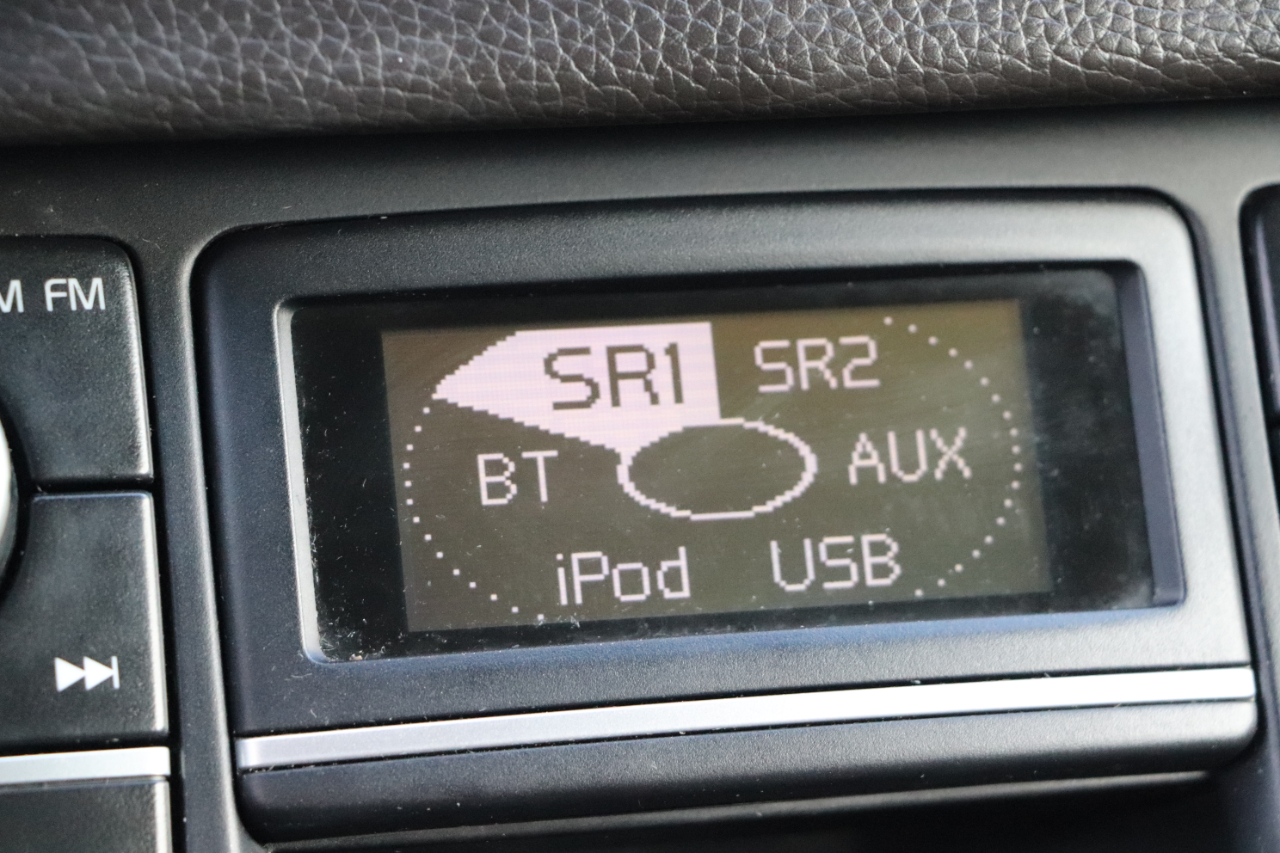 M FM
SR1 SR2
BT AUX
iPod USB